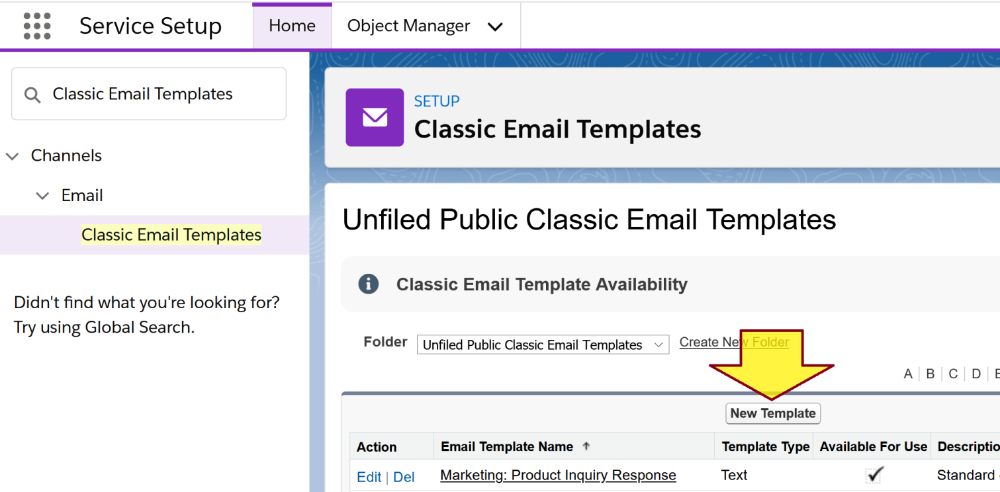 Service Setup
Home
Object Manager
Classic Email Templates
Channels
Email
Classic Email Templates
Didn't find what you're looking for?
Try using Global Search.
SETUP
Classic Email Templates
Unfiled Public Classic Email Templates
Classic Email Template Availability
Folder Unfiled Public Classic Email Templates Create New Folder
A | B | C | D |
New Template
Action Email Template Name Template Type Available For Use
Edit | Del Marketing: Product Inquiry Response Text Standard